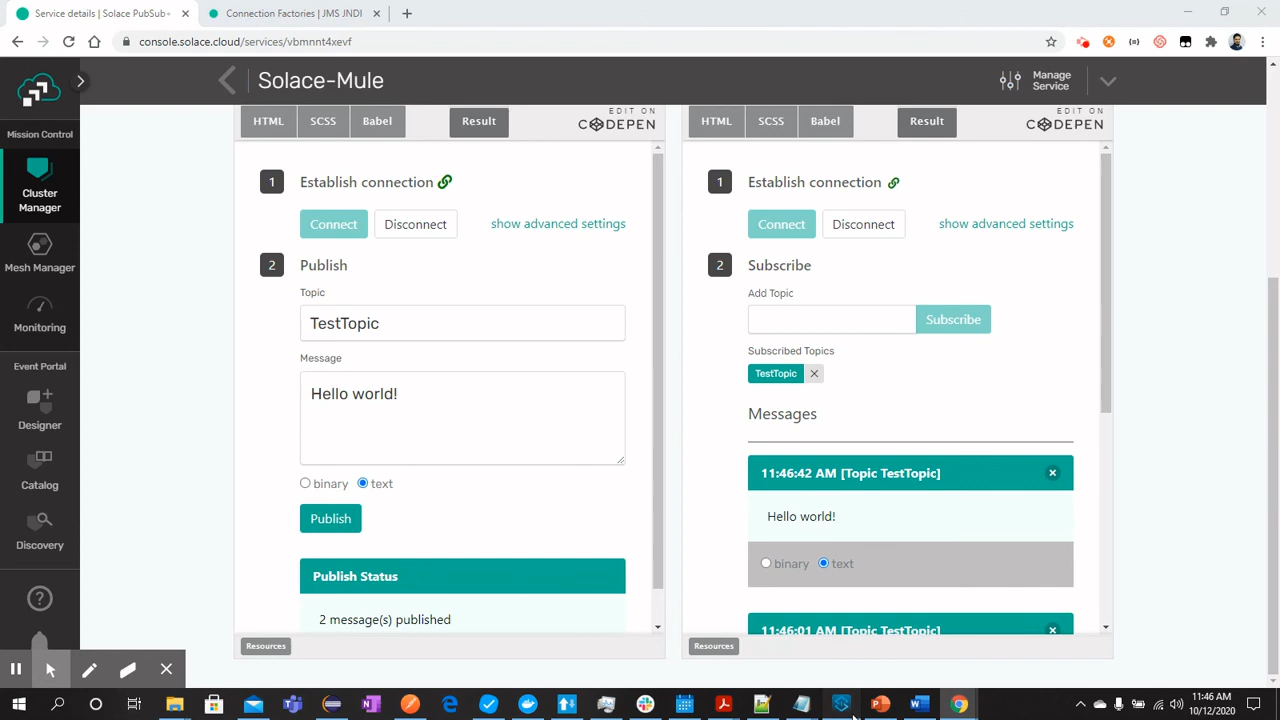 Service details | Solace PubSub+
Connection Factories | JMS JNDI
console.solace.cloud/services/vbmnnt4xevf
Solace-Mule
Manage
Service
Mission Control
Cluster
Manager
Mesh Manager
Monitoring
Event Portal
Designer
Catalog
Discovery
HTML
SCSS
Babel
Result
EDIT ON
CODEPEN
1
Establish connection
Connect
Disconnect
show advanced settings
2
Publish
Topic
TestTopic
Message
Hello world!
binary
text
Publish
Publish Status
2 message(s) published
Resources
HTML
SCSS
Babel
Result
EDIT ON
CODEPEN
1
Establish connection
Connect
Disconnect
show advanced settings
2
Subscribe
Add Topic
Subscribe
Subscribed Topics
TestTopic
Messages
11:46:42 AM [Topic TestTopic]
Hello world!
binary
text
11:46:01 AM [Topic TestTopic]
Resources
11:46 AM
10/12/2020